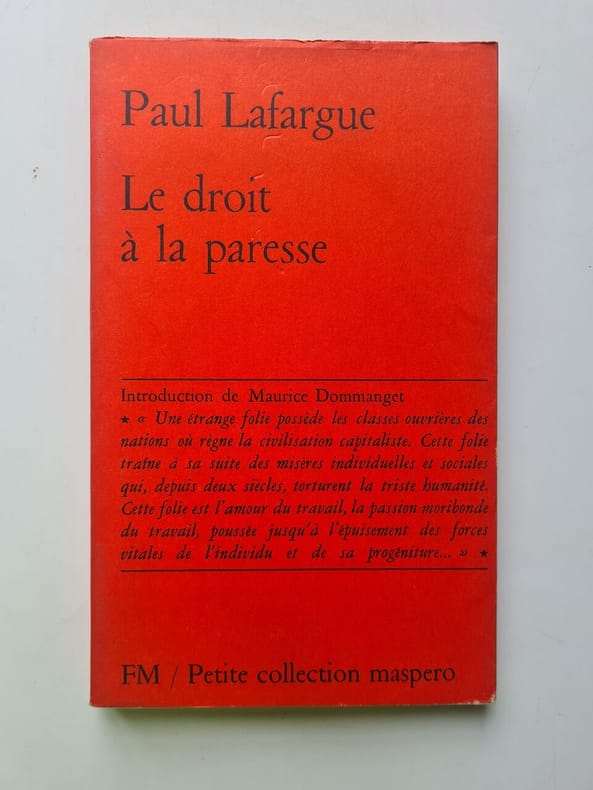 Paul Lafargue
Le droit
à la paresse
Introduction de Maurice Dommanget
★ « Une étrange folie possède les classes ouvrières des
nations où règne la civilisation capitaliste. Cette folie
traîne à sa suite des misères individuelles et sociales
qui, depuis deux siècles, torturent la triste humanité.
Cette folie est l'amour du travail, la passion moribonde
du travail, poussée jusqu'à l'épuisement des forces
vitales de l'individu et de sa progéniture... » ★
FM / Petite collection maspero